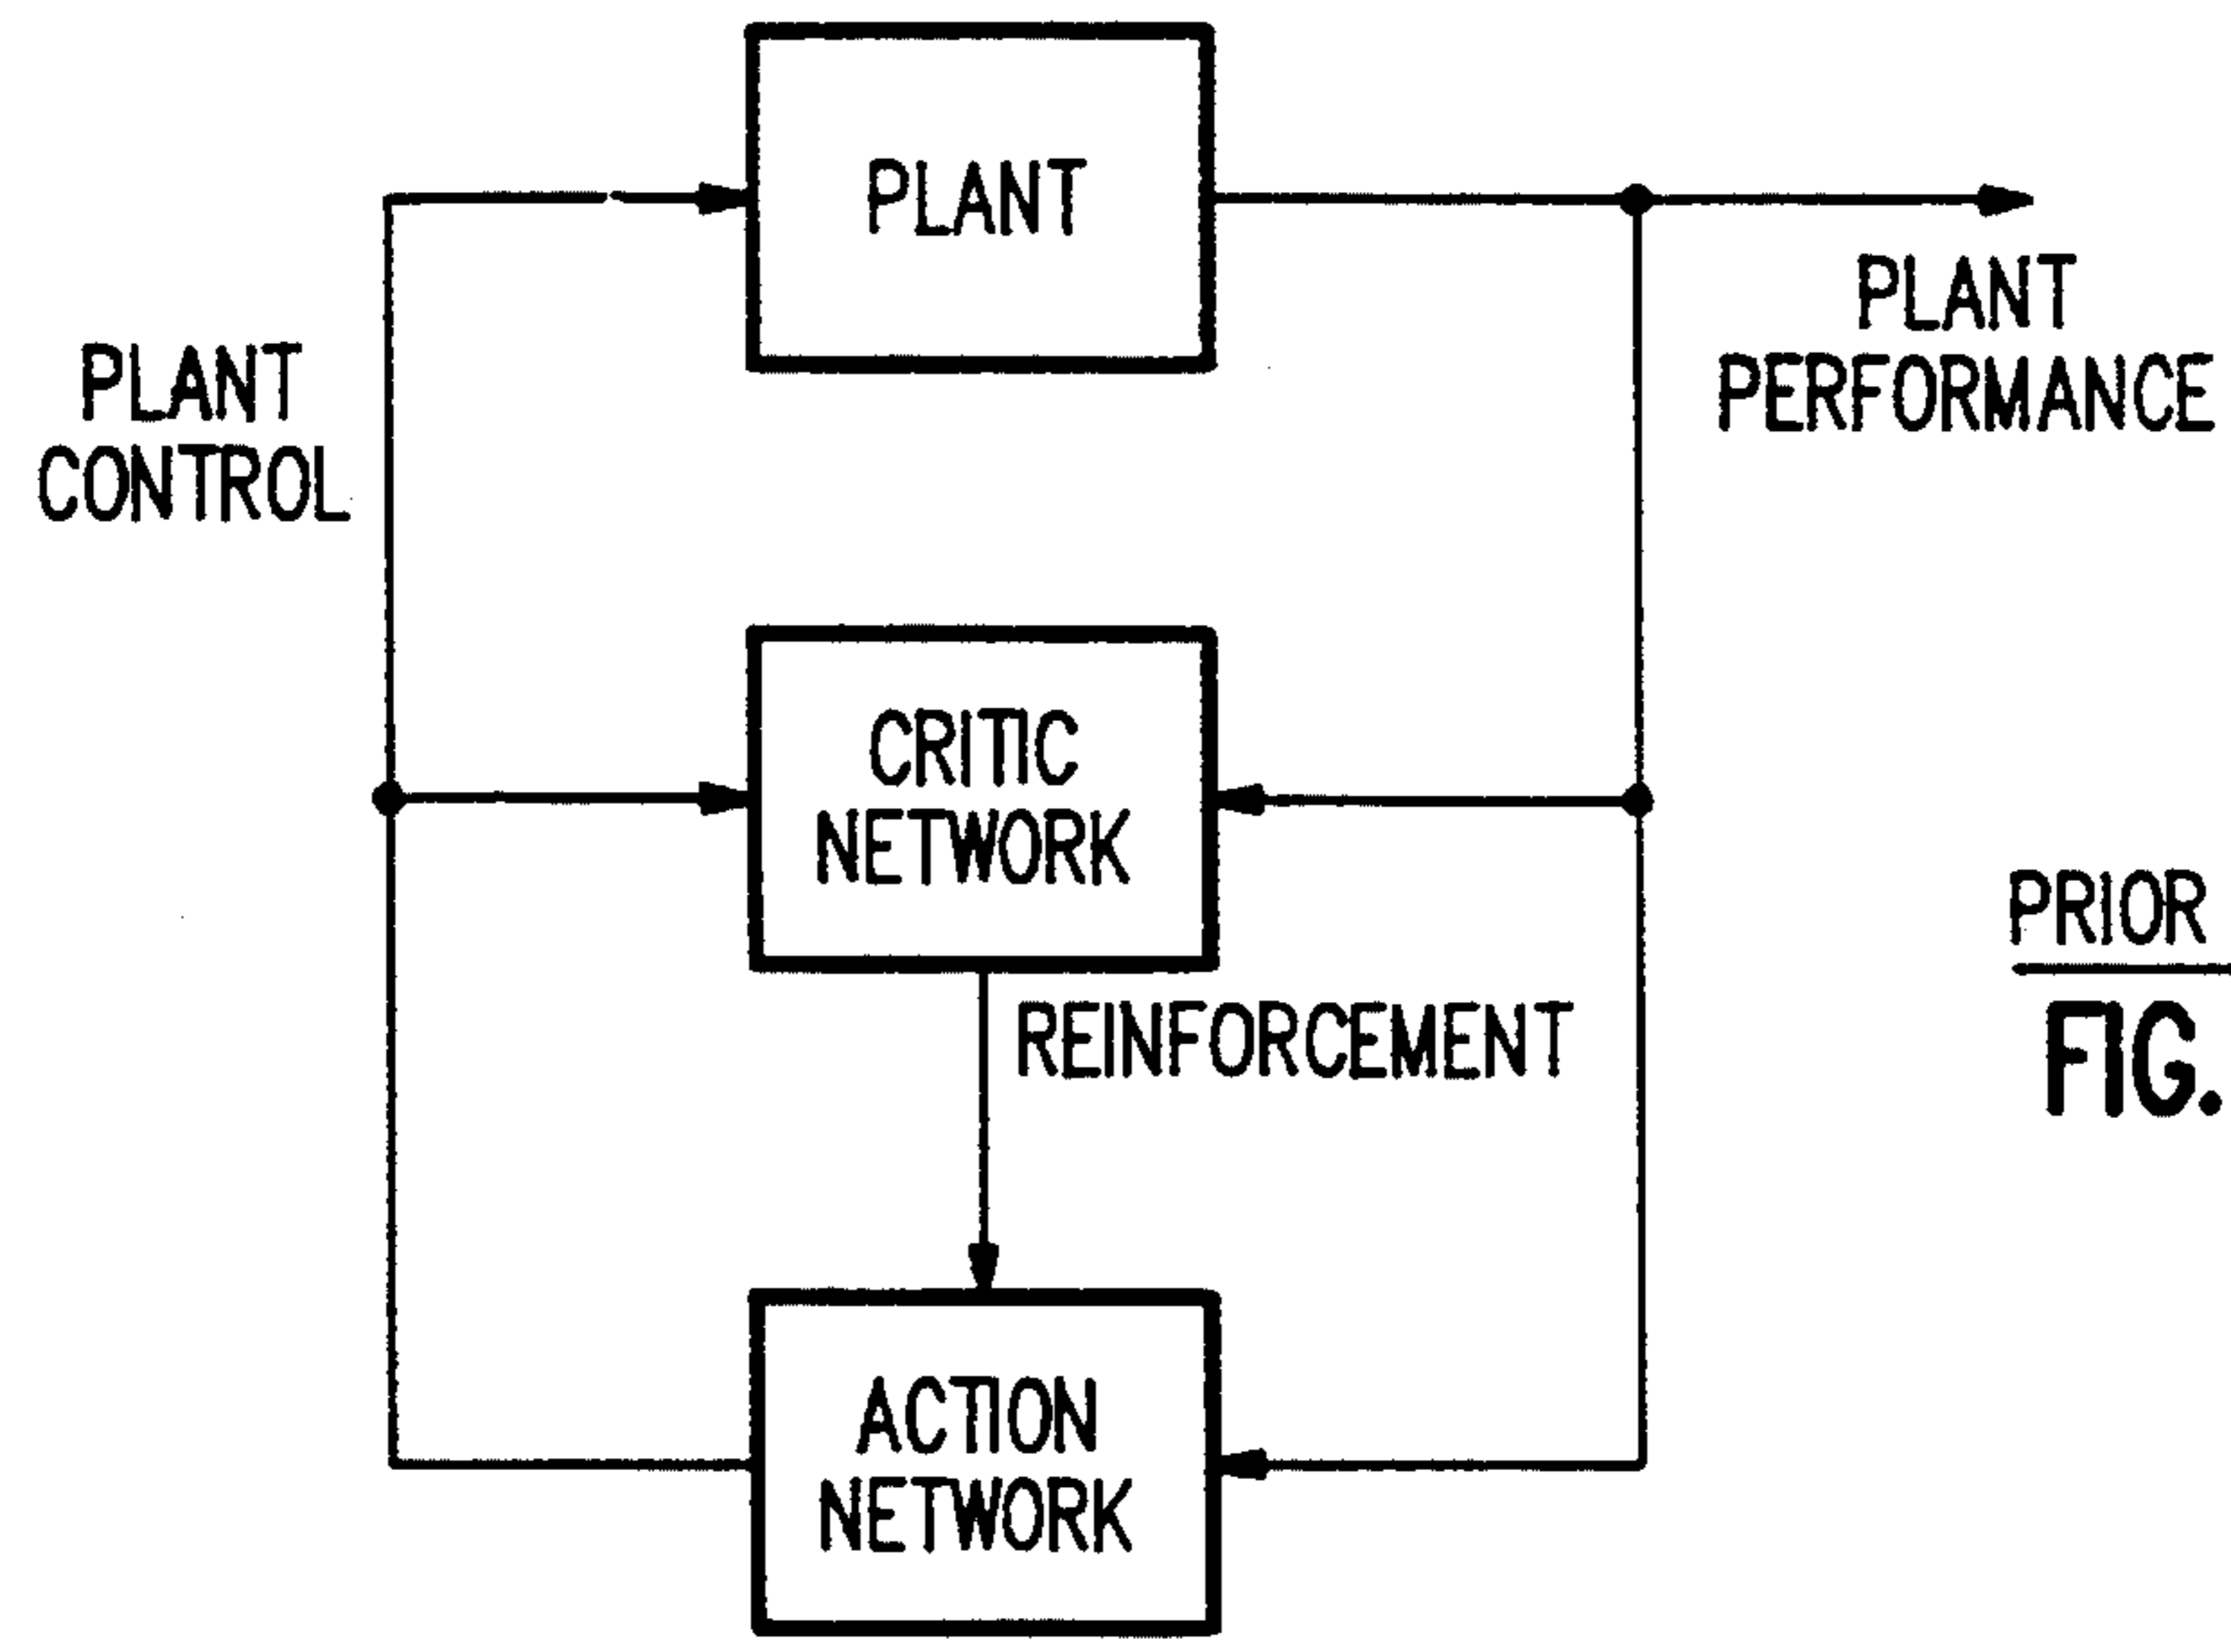 PLANT
PLANT
PERFORMANCE
PLANT
CONTROL
CRITIC
NETWORK
PRIOR
REINFORCEMENT
FIG.
ACTION
NETWORK